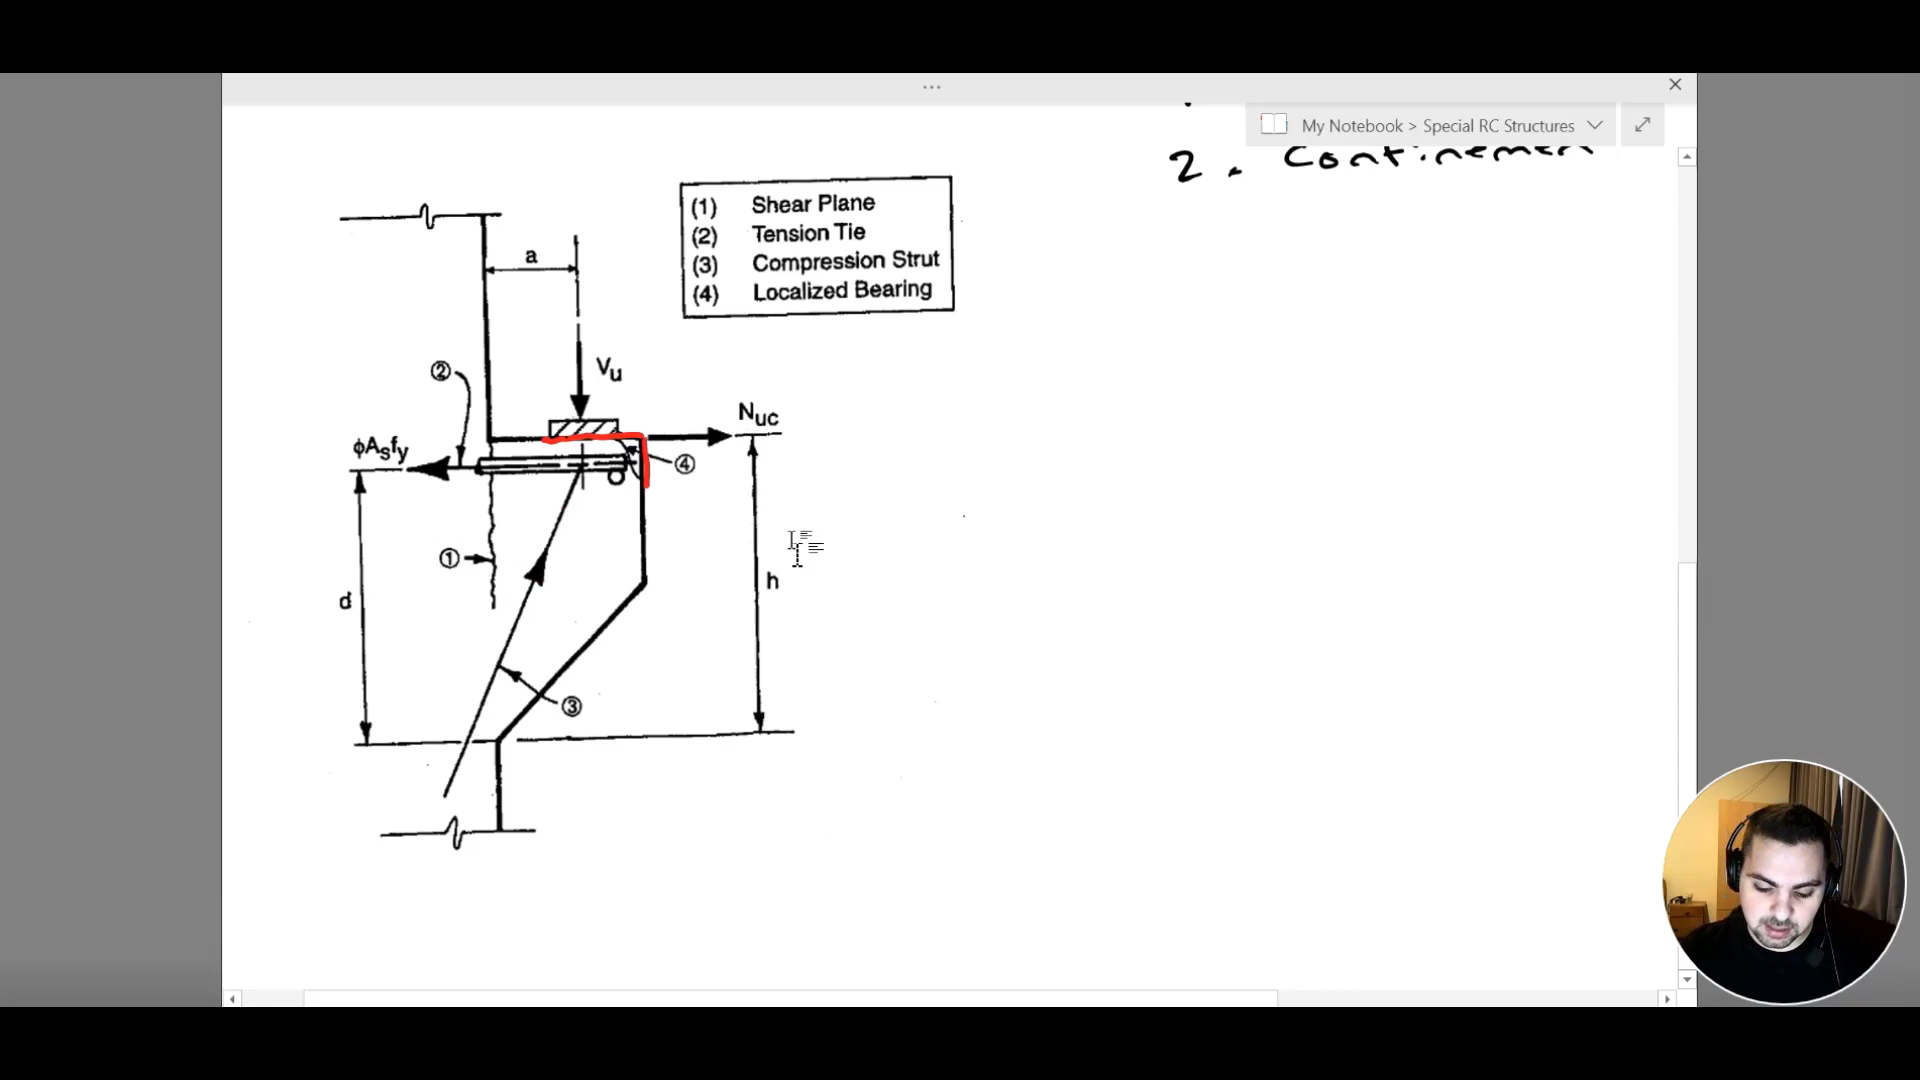 My Notebook > Special RC Structures
2. Confinemen
(1) Shear Plane
(2) Tension Tie
(3) Compression Strut
(4) Localized Bearing
a
② Vu
Nuc
ϕAsfy
④
①
h
d
③